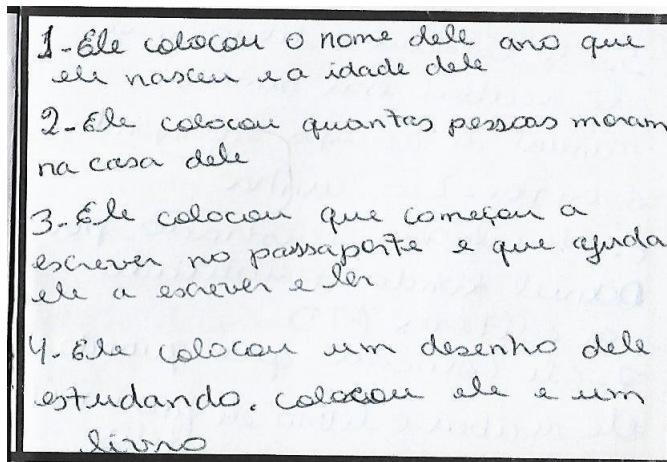 1-Ele colocou o nome dele ano que
ele nasceu e a idade dele
2-Ele colocou quantas pessoas moram
na casa dele
3-Ele colocou que começou a
escrever no passaporte e que ajuda
ele a escrever e ler
4-Ele colocou um desenho dele
estudando. colocou ele e um
livro